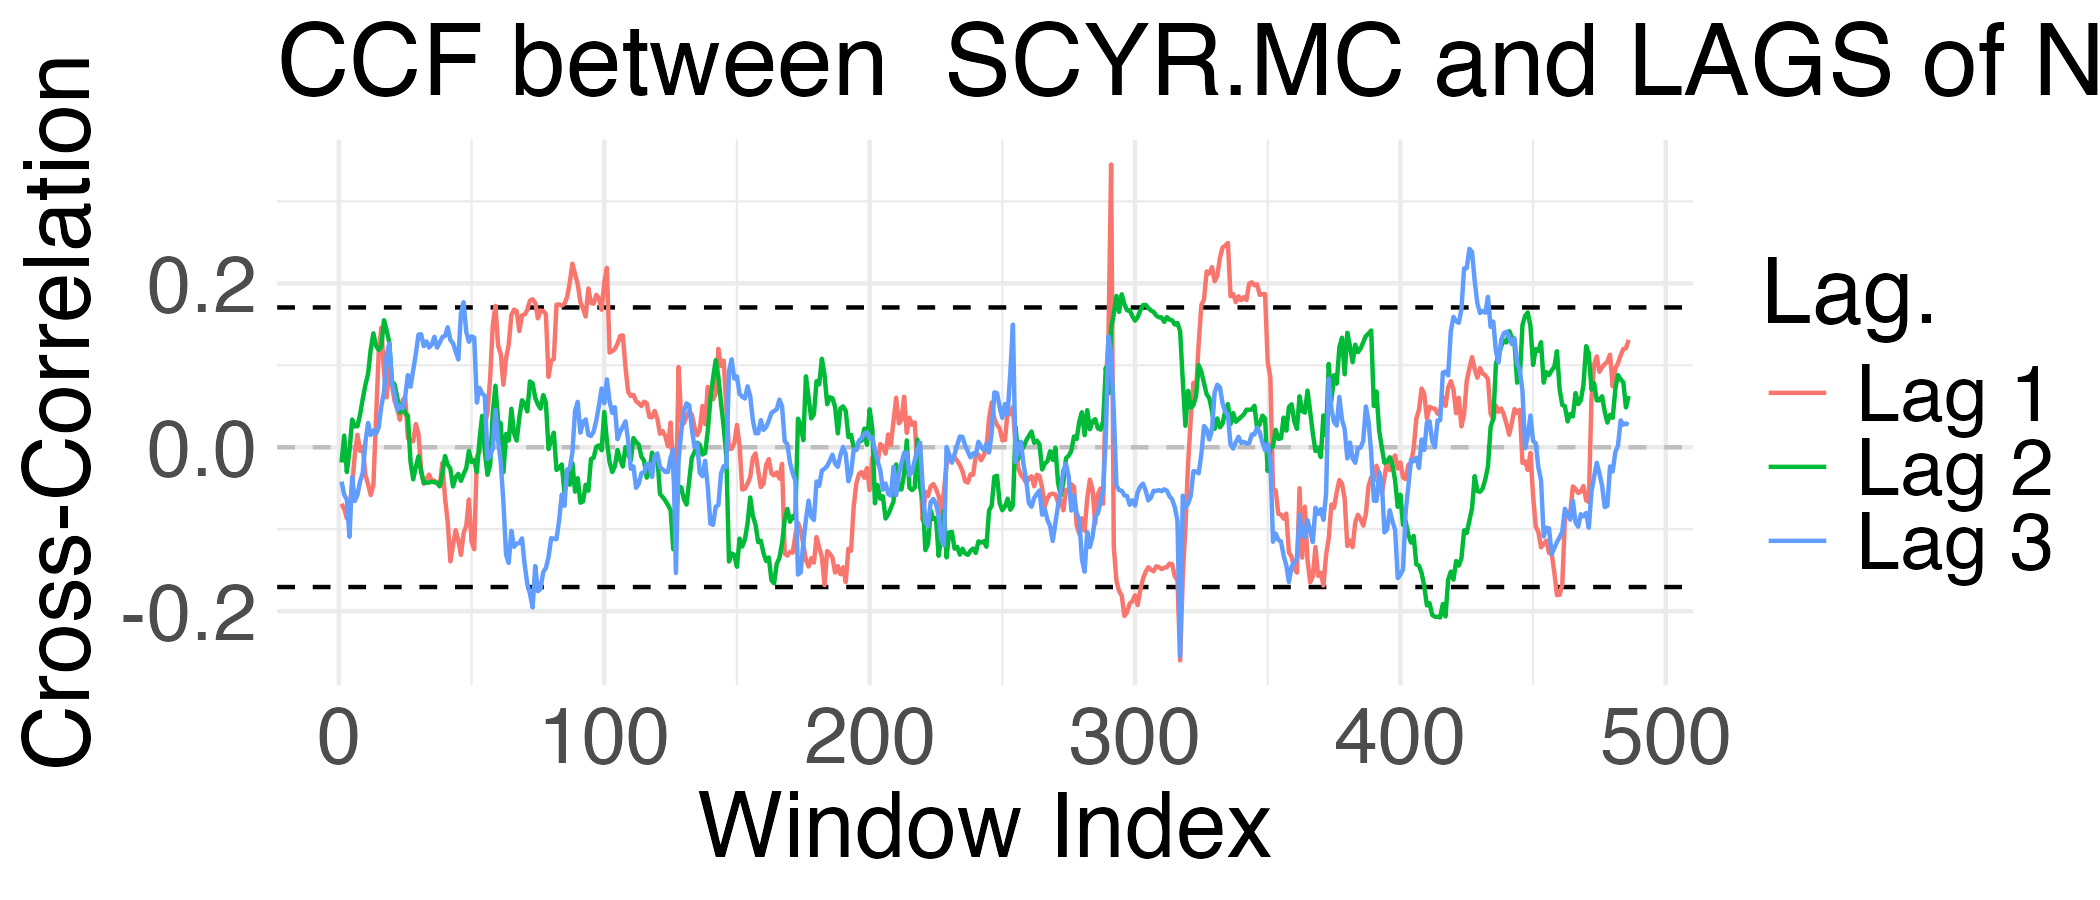 CCF between  SCYR.MC and LAGS of N
Cross-Correlation
0.2
0.0
-0.2
0
100
200
300
400
500
Window Index
Lag.
Lag 1
Lag 2
Lag 3